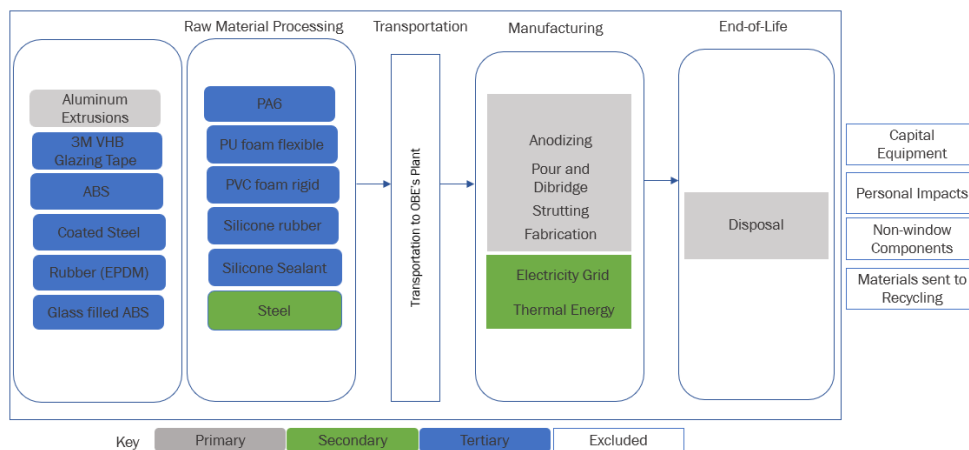 Raw Material Processing
Transportation
Manufacturing
End-of-Life
Aluminum
Extrusions
3M VHB
Glazing Tape
ABS
Coated Steel
Rubber (EPDM)
Glass filled ABS
PA6
PU foam flexible
PVC foam rigid
Silicone rubber
Silicone Sealant
Steel
Transportation to OBE's Plant
Anodizing
Pour and
Dibridge
Strutting
Fabrication
Electricity Grid
Thermal Energy
Disposal
Capital
Equipment
Personal Impacts
Non-window
Components
Materials sent to
Recycling
Key
Primary
Secondary
Tertiary
Excluded